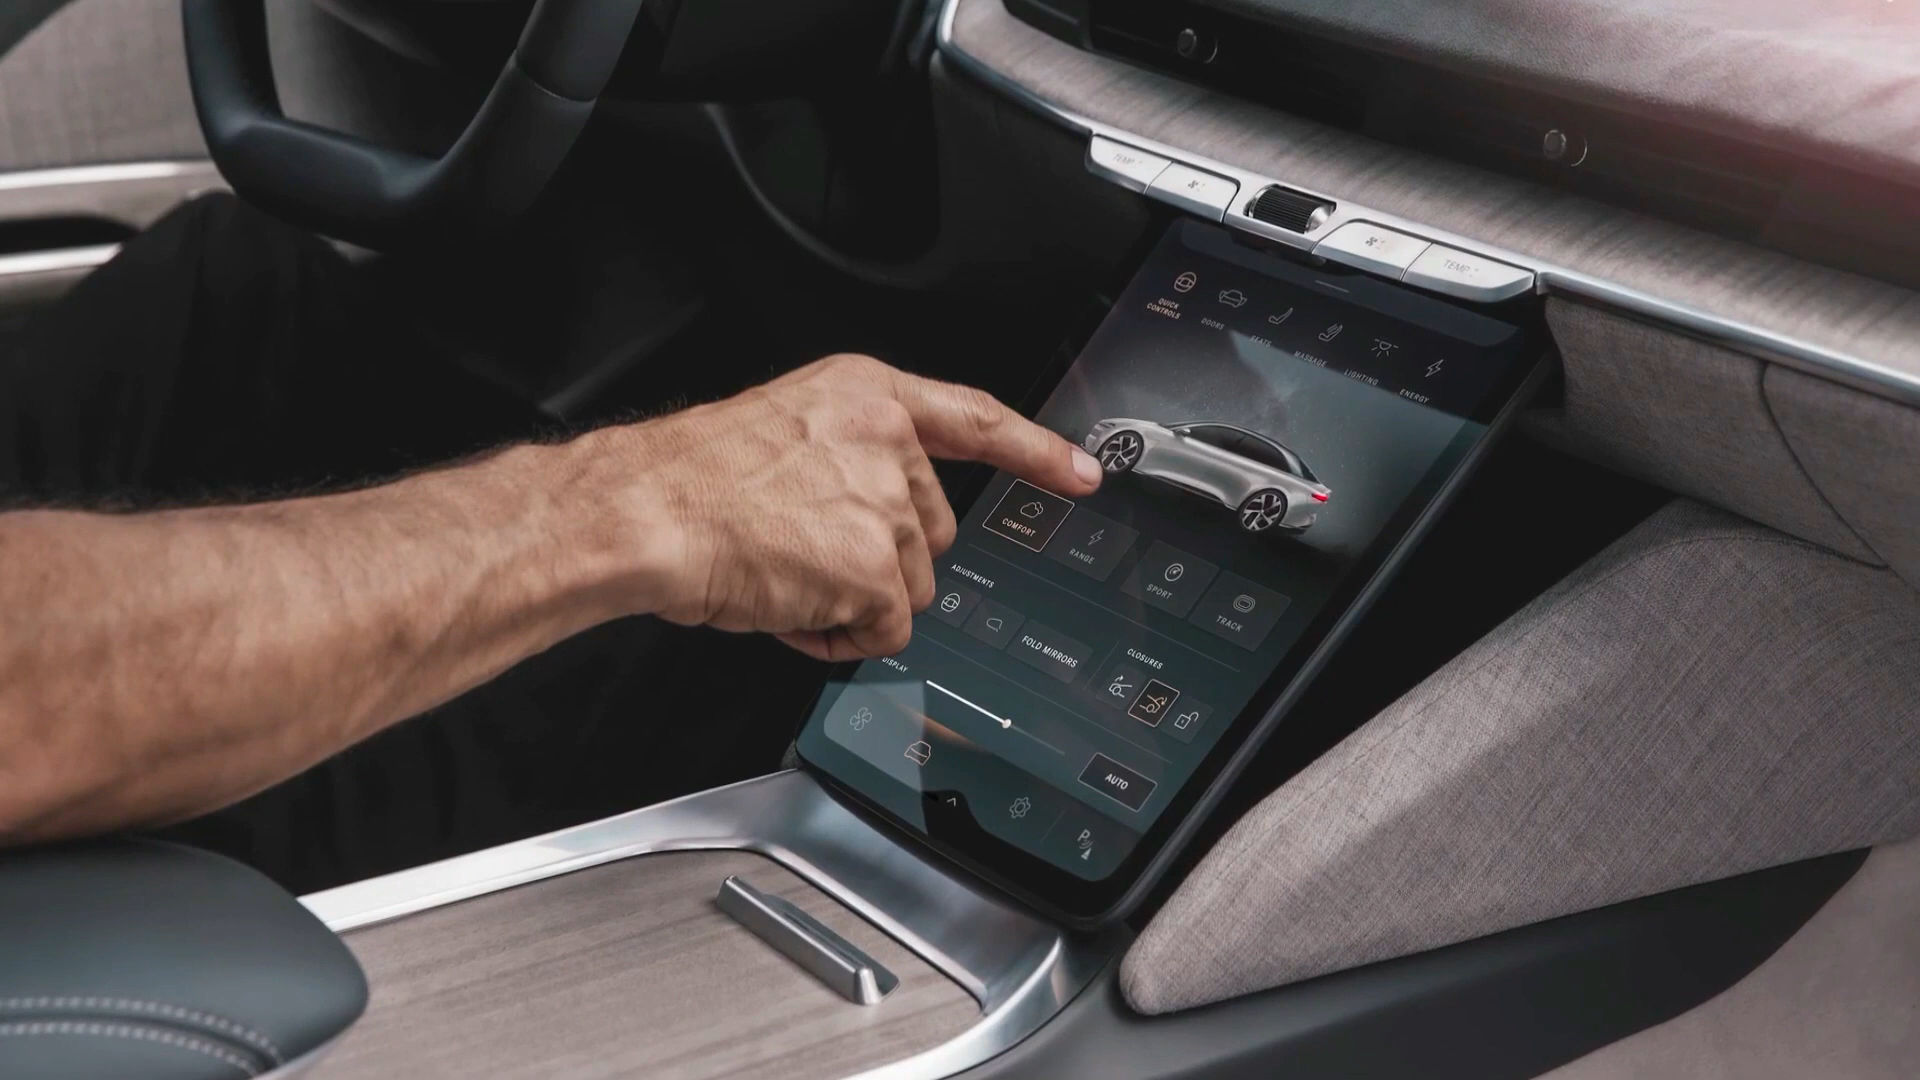 TEMP
TEMP
QUICK
CONTROLS
DOORS
SEATS
MASSAGE
LIGHTING
ENERGY
COMFORT
RANGE
SPORT
TRACK
ADJUSTMENTS
FOLD MIRRORS
CLOSURES
DISPLAY
AUTO
P